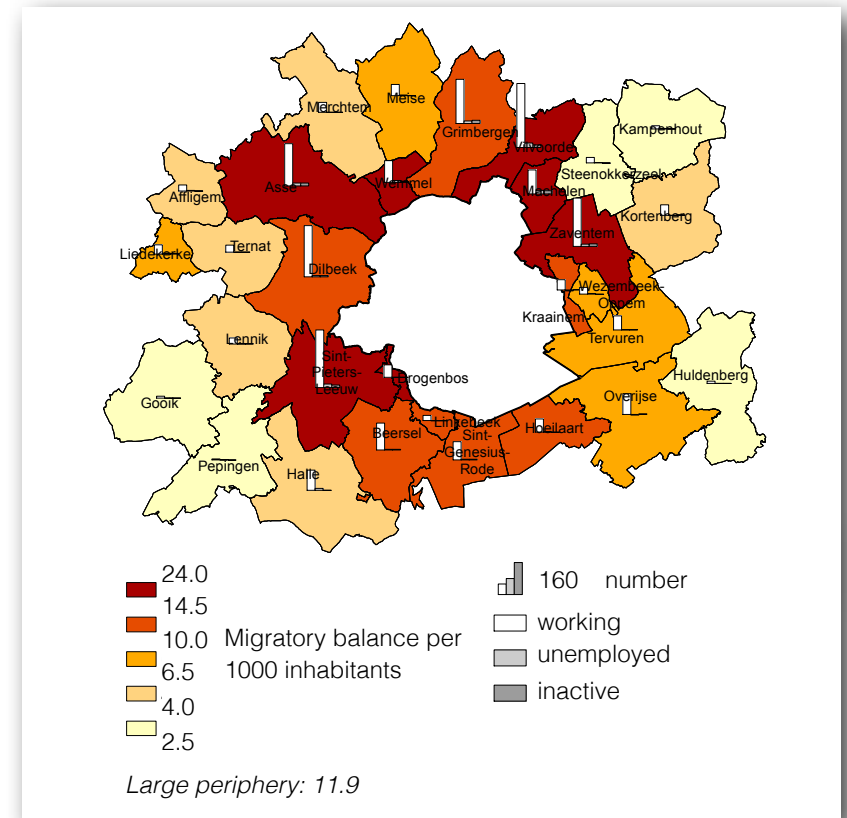 Merchtem
Meise
Grimbergen
Vilvoorde
Kampenhout
Steenokkerzeel
Wemmel
Machelen
Asse
Affligem
Kortenberg
Zaventem
Liedekerke
Ternat
Dilbeek
Wezembeek-
Oppem
Kraainem
Tervuren
Lennik
Sint-
Pieters-
Leeuw
Drogenbos
Huldenberg
Gooik
Overijse
Linkebeek
Beersel
Sint-
Genesius-
Rode
Hoeilaart
Pepingen
Halle
24.0
14.5
10.0
6.5
4.0
2.5
Migratory balance per
1000 inhabitants
160 number
working
unemployed
inactive
Large periphery: 11.9